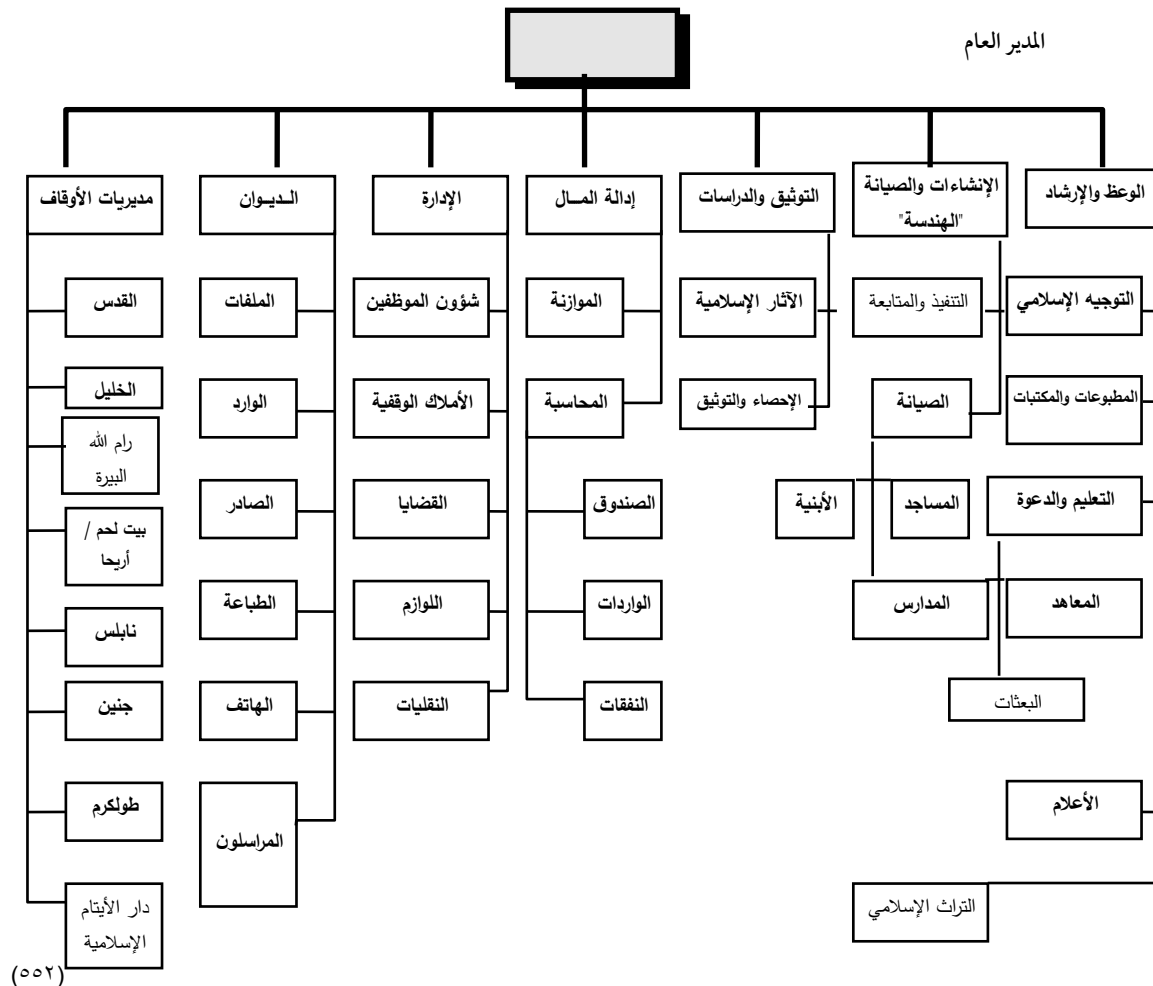 المدير العام
الوعظ والإرشاد
الإنشاءات والصيانة
"الهندسة"
التوثيق والدراسات
إدالة المــال
الإدارة
الـديـوان
مديريات الأوقاف
التوجيه الإسلامي
التنفيذ والمتابعة
الآثار الإسلامية
الموازنة
شؤون الموظفين
الملفات
القدس
المطبوعات والمكتبات
الصيانة
الإحصاء والتوثيق
المحاسبة
الأملاك الوقفية
الوارد
الخليل
رام الله
البيرة
التعليم والدعوة
المساجد
الأبنية
الصندوق
القضايا
الصادر
بيت لحم /
أريحا
المعاهد
المدارس
الواردات
اللوازم
الطباعة
نابلس
البعثات
النفقات
النقليات
الهاتف
جنين
الأعلام
المراسلون
طولكرم
التراث الإسلامي
دار الأيتام
الإسلامية
(٥٥٢)